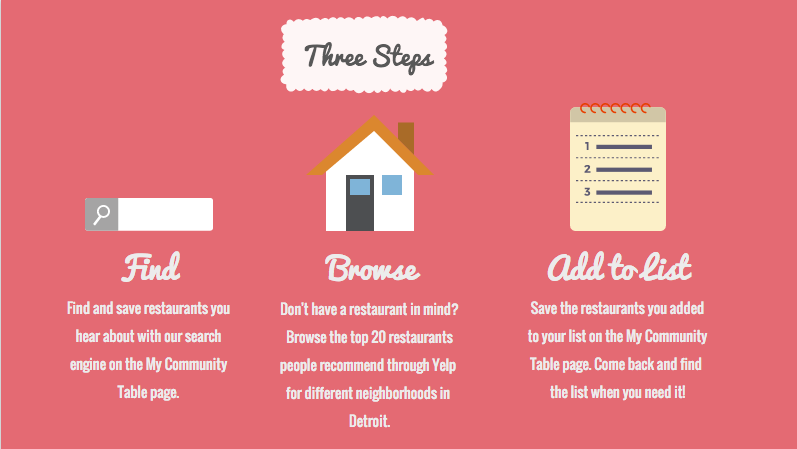 Three Steps
1
2
3
Find
Find and save restaurants you
hear about with our search
engine on the My Community
Table page.
Browse
Don't have a restaurant in mind?
Browse the top 20 restaurants
people recommend through Yelp
for different neighborhoods in
Detroit.
Add to List
Save the restaurants you added
to your list on the My Community
Table page. Come back and find
the list when you need it!